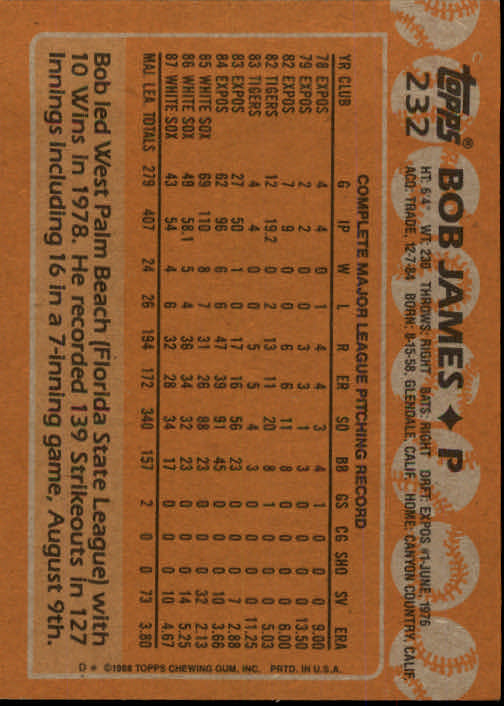 Topps®
232
BOB JAMES ♦ P
HT: 6'4" WT: 230 THROWS: RIGHT BATS: RIGHT DRFT: EXPOS #1-JUNE, 1976
ACQ: TRADE, 12-7-84 BORN: 8-15-58, GLENDALE, CALIF. HOME: CANYON COUNTRY, CALIF.
COMPLETE MAJOR LEAGUE PITCHING RECORD
YR CLUB G IP W L R ER SO BB GS CG SHO SV ERA
78 EXPOS 4 4 0 1 4 4 3 4 1 0 0 0 9.00
79 EXPOS 2 2 0 0 3 3 1 3 0 0 0 0 13.50
82 EXPOS 7 9 0 0 6 6 11 8 0 0 0 0 6.00
82 TIGERS 12 19.2 0 2 13 11 20 8 1 0 0 0 5.03
83 TIGERS 4 4 0 0 5 5 4 3 0 0 0 0 11.25
83 EXPOS 27 50 1 0 17 16 56 23 0 0 0 7 2.88
84 EXPOS 62 96 6 6 47 39 91 45 0 0 0 10 3.66
85 WHITE SOX 69 110 8 7 31 26 88 23 0 0 0 32 2.13
86 WHITE SOX 49 58.1 5 4 36 34 32 23 0 0 0 14 5.25
87 WHITE SOX 43 54 4 6 32 28 34 17 0 0 0 10 4.67
MAJ. LEA. TOTALS 279 407 24 26 194 172 340 157 2 0 0 73 3.80
D* ©1988 TOPPS CHEWING GUM, INC. PRTD. IN U.S.A.
Bob led West Palm Beach (Florida State League) with
10 Wins in 1978. He recorded 139 Strikeouts in 127
Innings including 16 in a 7-inning game, August 9th.